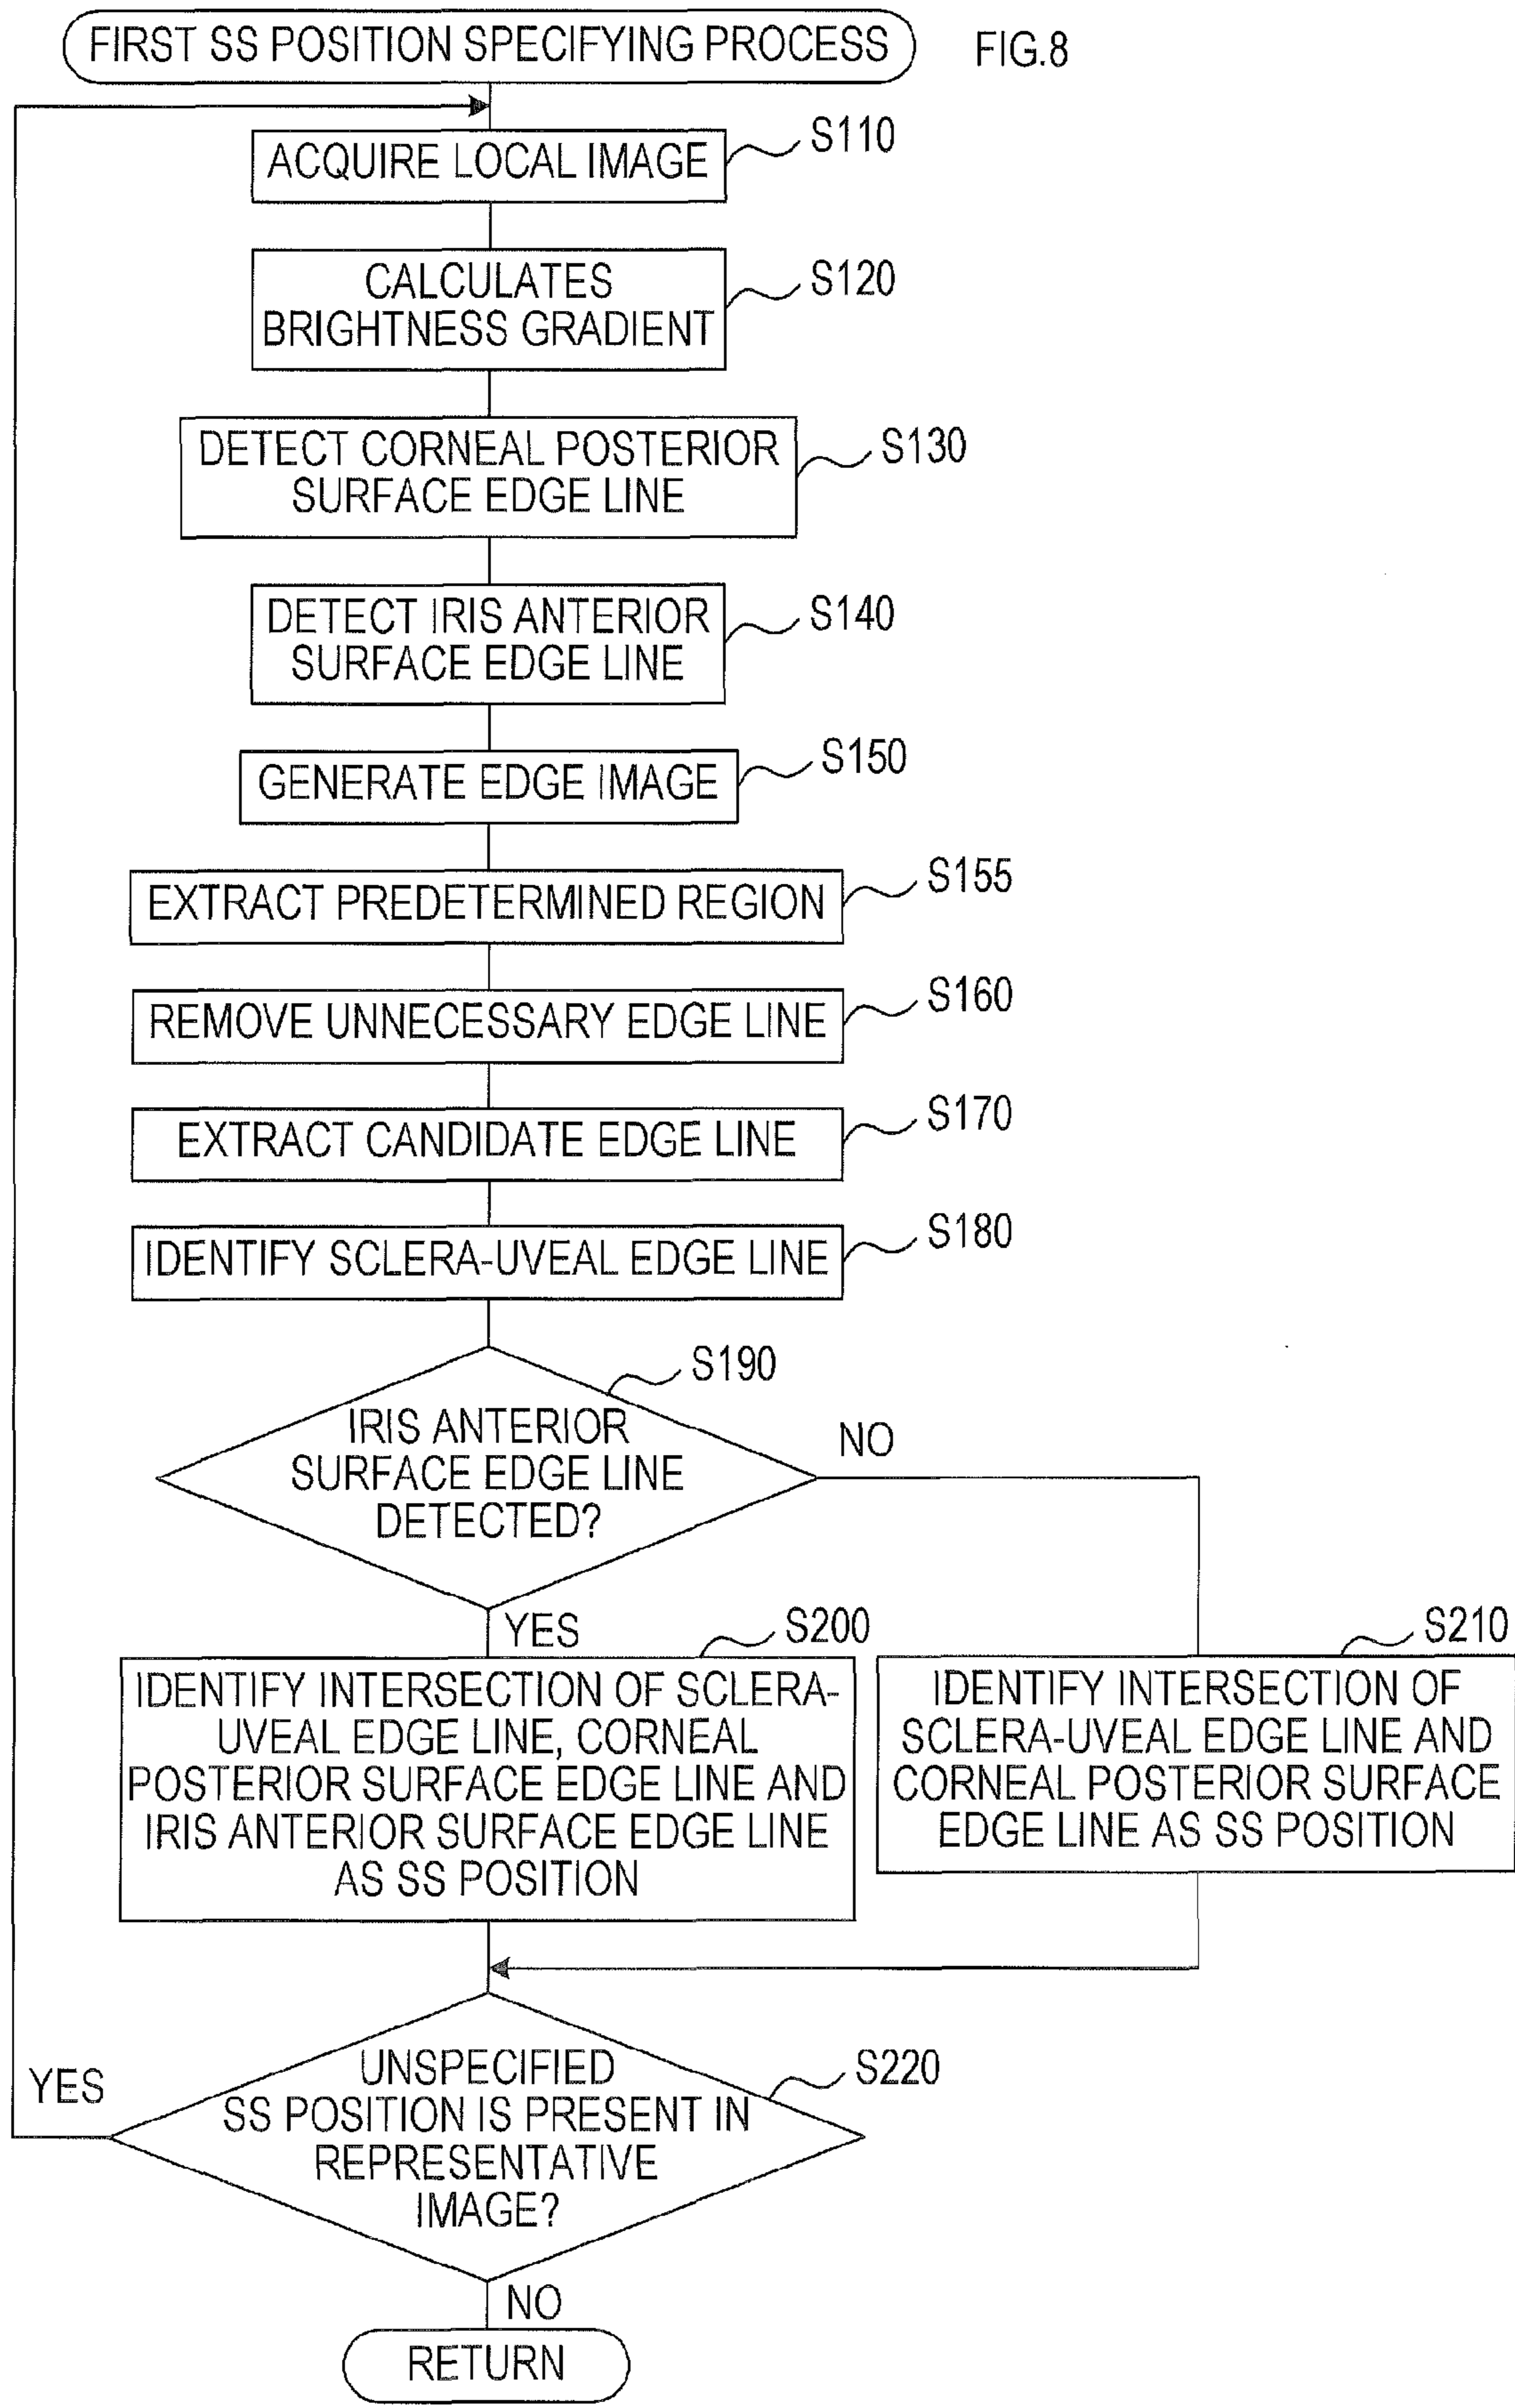 FIRST SS POSITION SPECIFYING PROCESS
FIG.8
ACQUIRE LOCAL IMAGE
S110
CALCULATES
BRIGHTNESS GRADIENT
S120
DETECT CORNEAL POSTERIOR
SURFACE EDGE LINE
S130
DETECT IRIS ANTERIOR
SURFACE EDGE LINE
S140
GENERATE EDGE IMAGE
S150
EXTRACT PREDETERMINED REGION
S155
REMOVE UNNECESSARY EDGE LINE
S160
EXTRACT CANDIDATE EDGE LINE
S170
IDENTIFY SCLERA-UVEAL EDGE LINE
S180
IRIS ANTERIOR
SURFACE EDGE LINE
DETECTED?
S190
NO
YES
IDENTIFY INTERSECTION OF SCLERA-
UVEAL EDGE LINE, CORNEAL
POSTERIOR SURFACE EDGE LINE AND
IRIS ANTERIOR SURFACE EDGE LINE
AS SS POSITION
S200
IDENTIFY INTERSECTION OF
SCLERA-UVEAL EDGE LINE AND
CORNEAL POSTERIOR SURFACE
EDGE LINE AS SS POSITION
S210
UNSPECIFIED
SS POSITION IS PRESENT IN
REPRESENTATIVE
IMAGE?
S220
YES
NO
RETURN